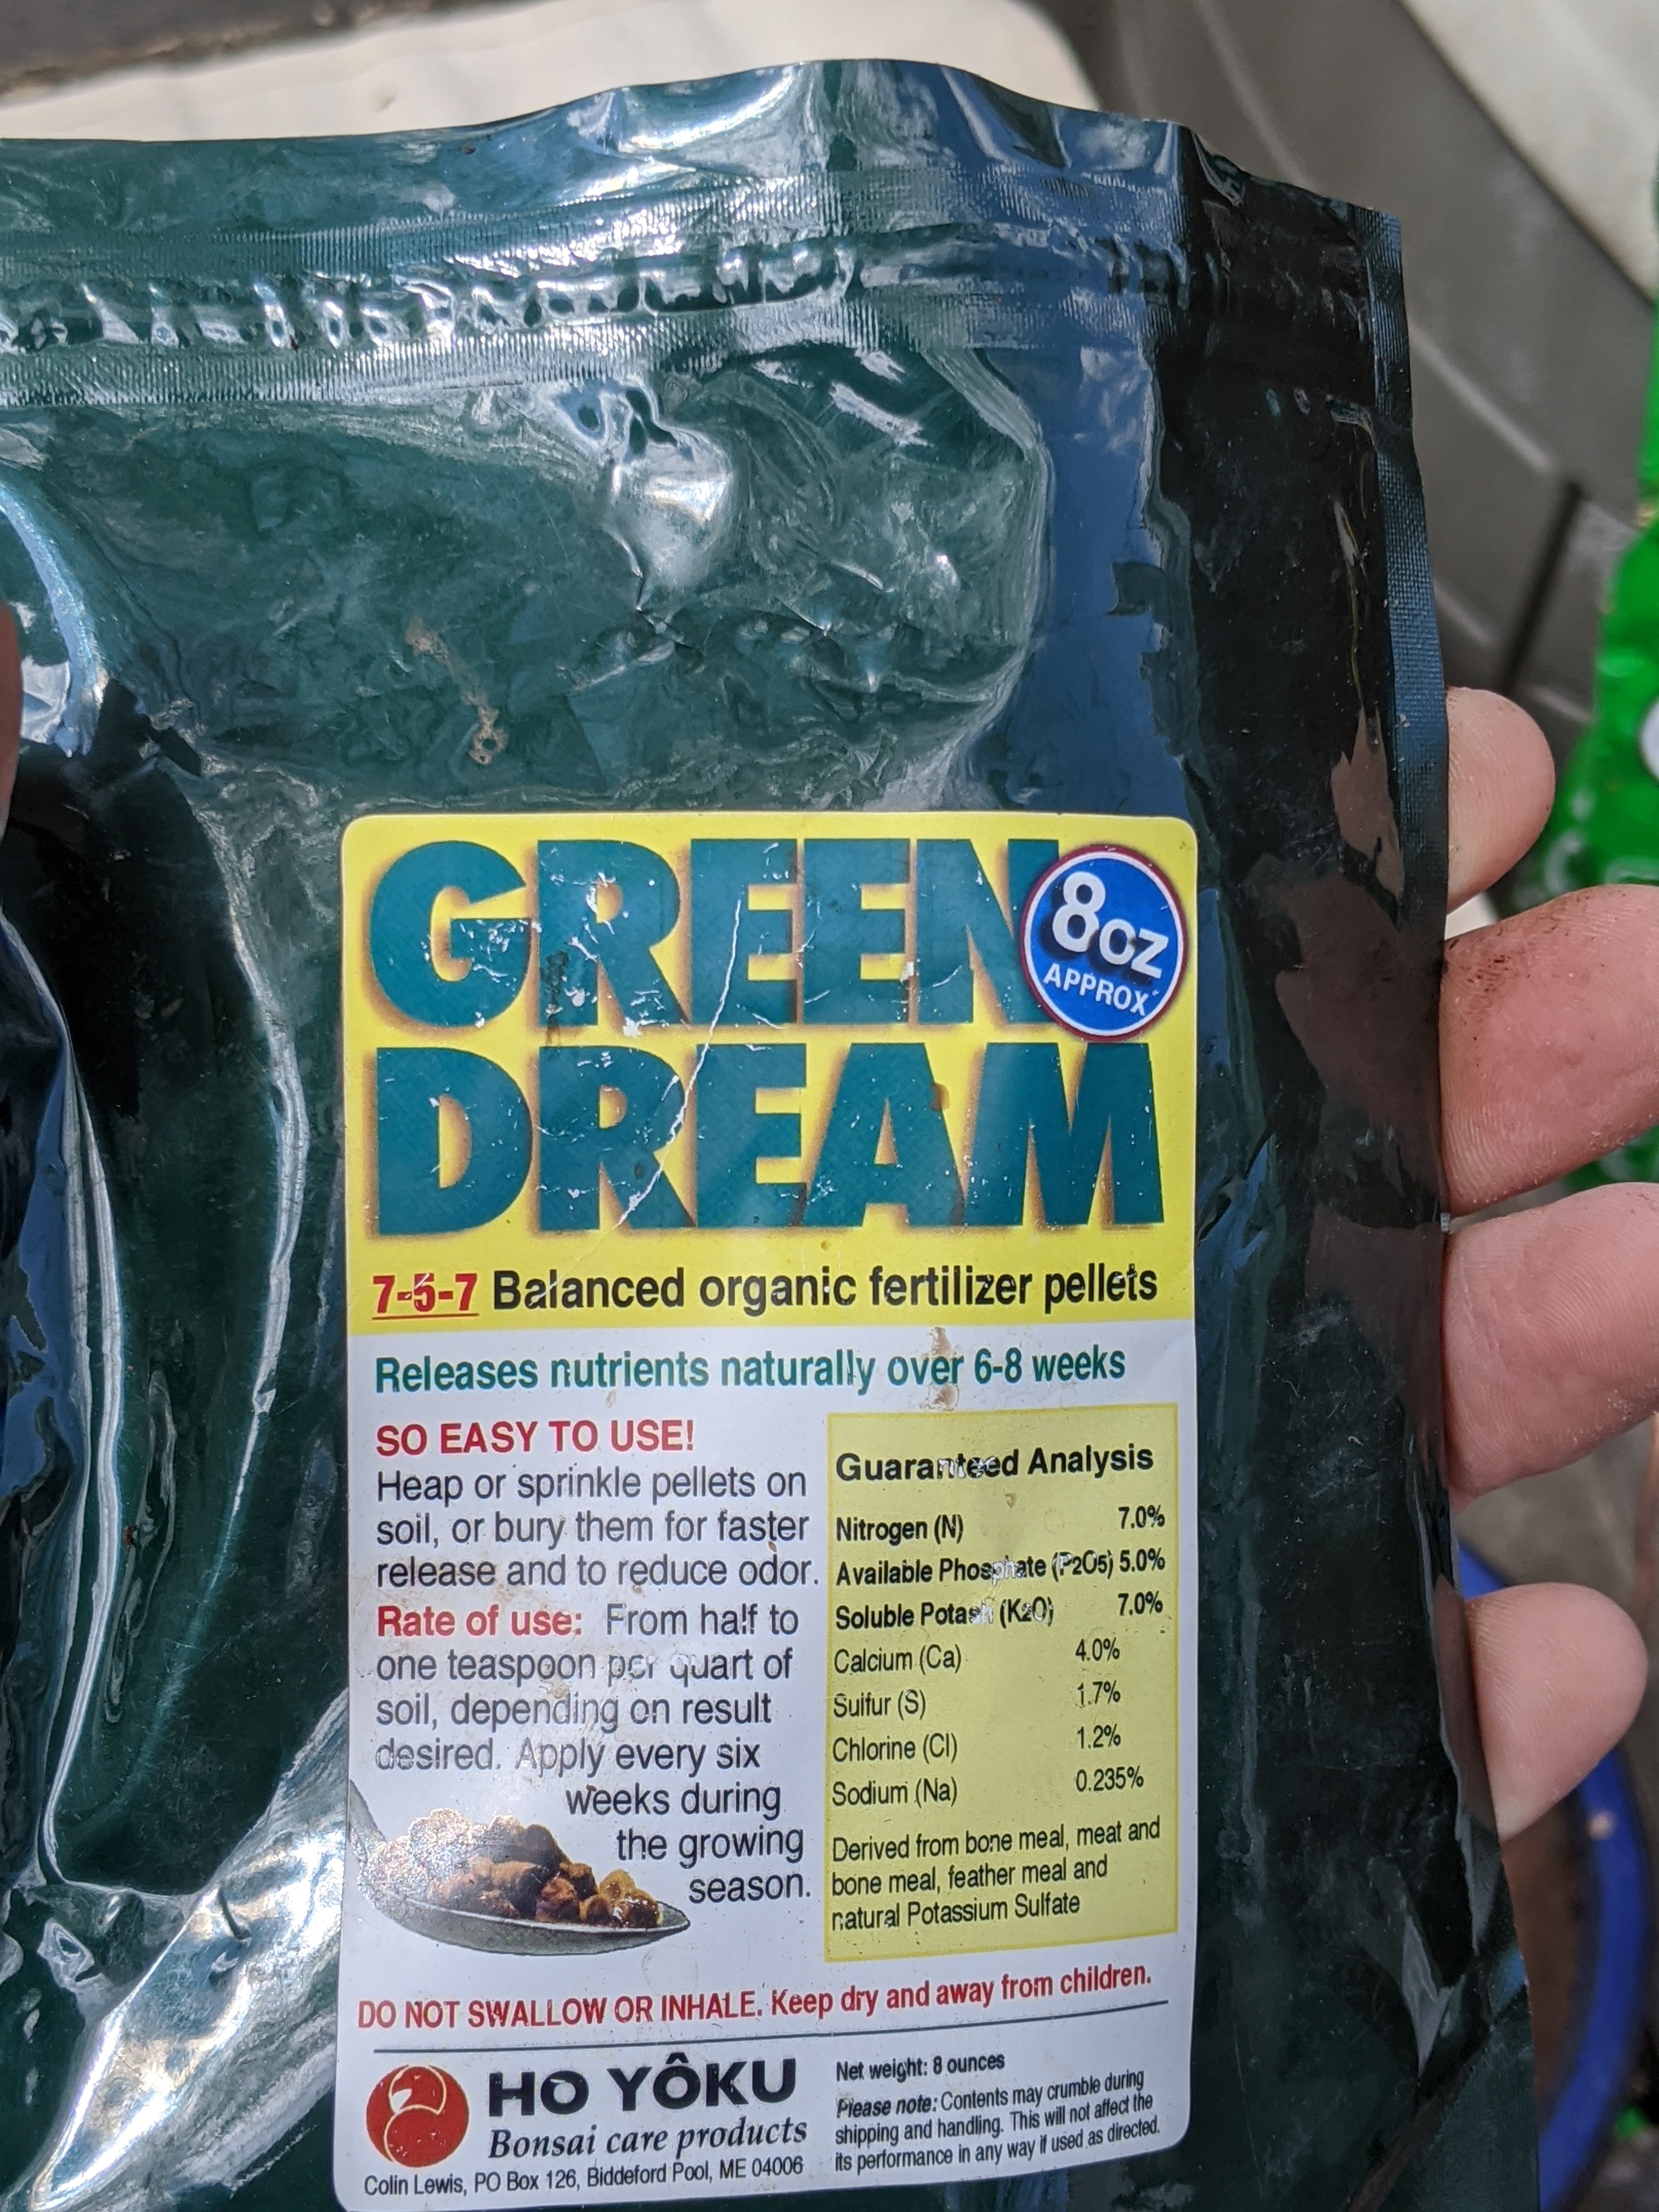 GREEN
8oz
APPROX
DREAM
7-5-7 Balanced organic fertilizer pellets
Releases nutrients naturally over 6-8 weeks
SO EASY TO USE!
Heap or sprinkle pellets on
soil, or bury them for faster
release and to reduce odor.
Rate of use: From half to
one teaspoon per quart of
soil, depending on result
desired. Apply every six
weeks during
the growing
season.
Guaranteed Analysis
Nitrogen (N) 7.0%
Available Phosphate (P2O5) 5.0%
Soluble Potash (K2O) 7.0%
Calcium (Ca) 4.0%
Sulfur (S) 1.7%
Chlorine (Cl) 1.2%
Sodium (Na) 0.235%
Derived from bone meal, meat and
bone meal, feather meal and
natural Potassium Sulfate
DO NOT SWALLOW OR INHALE. Keep dry and away from children.
HO YÔKU
Bonsai care products
Colin Lewis, PO Box 126, Biddeford Pool, ME 04006
Net weight: 8 ounces
Please note: Contents may crumble during
shipping and handling. This will not affect the
its performance in any way if used as directed.